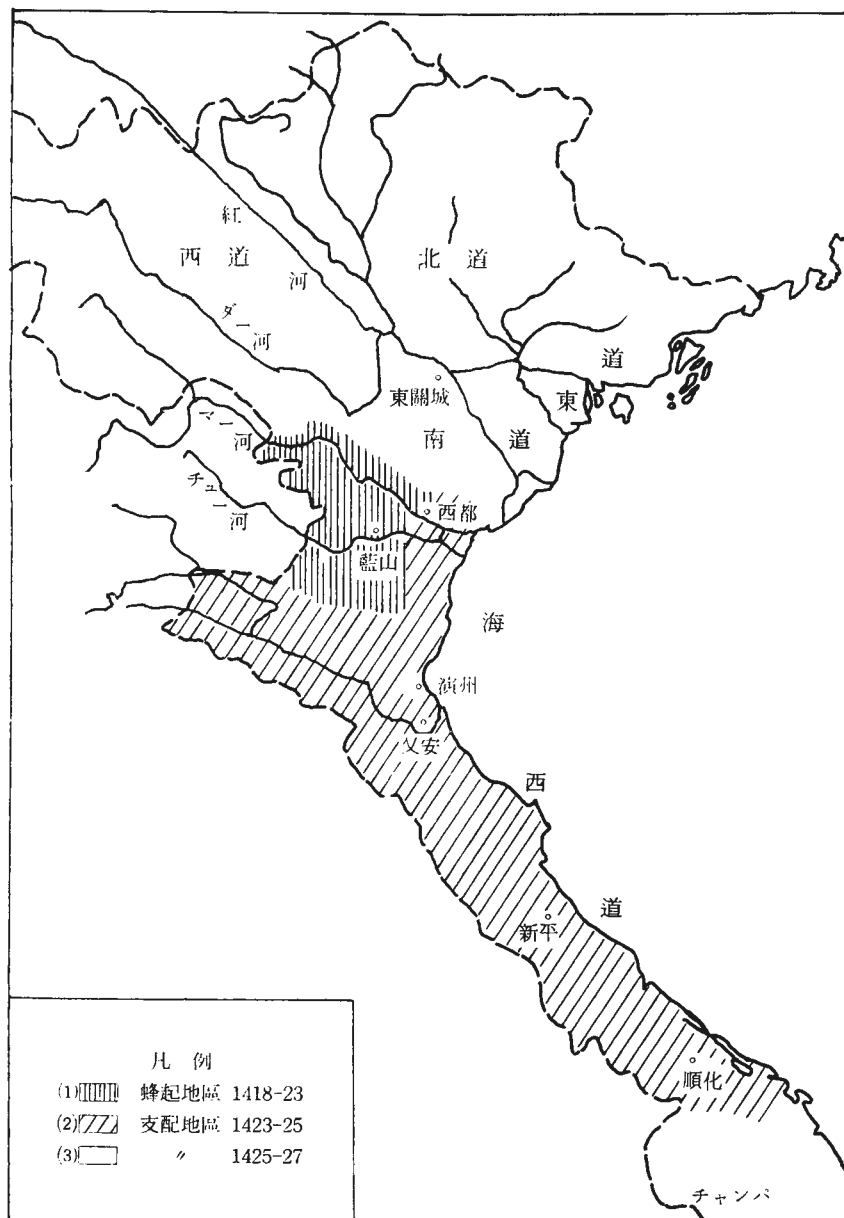 紅河
西道
北道
ダー河
道
東
東關城
南
道
マー河
チュー河
西都
藍山
海
演州
乂安
西
道
新平
順化
チャンパ
凡例
(1) 蜂起地區 1418-23
(2) 支配地區 1423-25
(3) 〃 1425-27